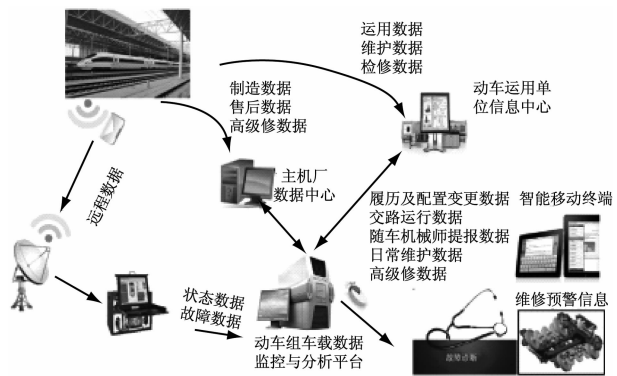 运用数据
维护数据
检修数据
制造数据
售后数据
高级修数据
动车运用单
位信息中心
主机厂
数据中心
远程数据
履历及配置变更数据
交路运行数据
随车机械师提报数据
日常维护数据
高级修数据
智能移动终端
状态数据
故障数据
动车组车载数据
监控与分析平台
维修预警信息
故障诊断